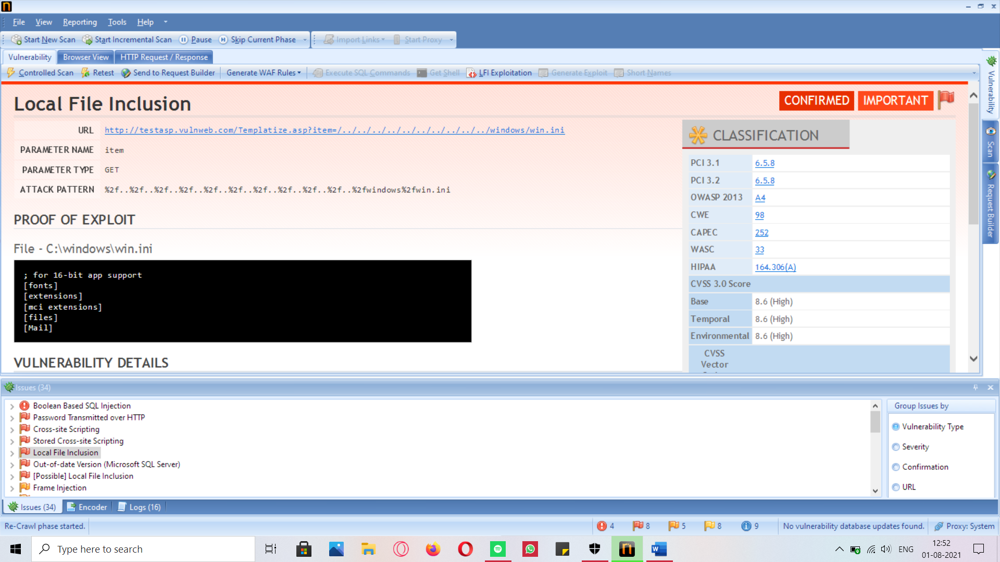 File View Reporting Tools Help
Start New Scan Start Incremental Scan Pause Skip Current Phase Import Links Start Proxy
Vulnerability Browser View HTTP Request / Response
Controlled Scan Retest Send to Request Builder Generate WAF Rules Execute SQL Commands Get Shell LFI Exploitation Generate Exploit Short Names
Local File Inclusion
CONFIRMED IMPORTANT
URL http://testasp.vulnweb.com/Templatize.asp?item=/../../../../../../../../../../windows/win.ini
PARAMETER NAME item
PARAMETER TYPE GET
ATTACK PATTERN %2f..%2f..%2f..%2f..%2f..%2f..%2f..%2f..%2f..%2f..%2fwindows%2fwin.ini
PROOF OF EXPLOIT
File - C:\windows\win.ini
; for 16-bit app support
[fonts]
[extensions]
[mci extensions]
[files]
[Mail]
VULNERABILITY DETAILS
CLASSIFICATION
PCI 3.1 6.5.8
PCI 3.2 6.5.8
OWASP 2013 A4
CWE 98
CAPEC 252
WASC 33
HIPAA 164.306(A)
CVSS 3.0 Score
Base 8.6 (High)
Temporal 8.6 (High)
Environmental 8.6 (High)
CVSS
Vector
Vulnerability
Scan
Request Builder
Issues (34)
Boolean Based SQL Injection
Password Transmitted over HTTP
Cross-site Scripting
Stored Cross-site Scripting
Local File Inclusion
Out-of-date Version (Microsoft SQL Server)
[Possible] Local File Inclusion
Frame Injection
Group Issues by
Vulnerability Type
Severity
Confirmation
URL
Issues (34) Encoder Logs (16)
Re-Crawl phase started. 4 8 5 8 9 No vulnerability database updates found. Proxy: System
Type here to search
ENG
12:52
01-08-2021